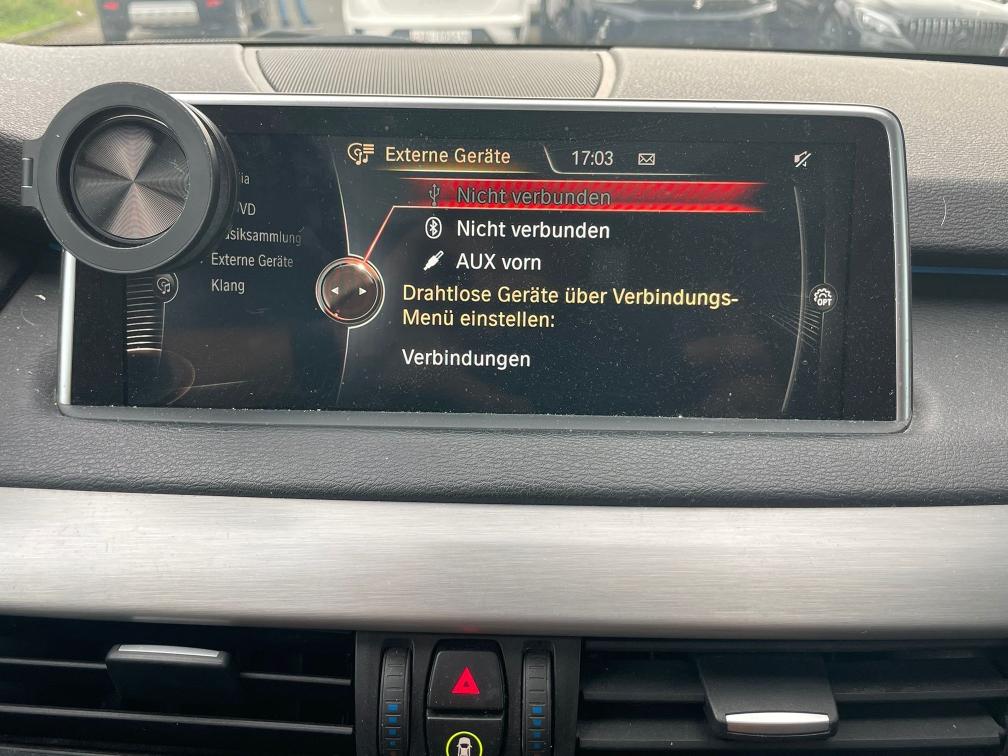 Externe Geräte
17:03
Nicht verbunden
Nicht verbunden
AUX vorn
Drahtlose Geräte über Verbindungs-
Menü einstellen:
Verbindungen
Externe Geräte
Klang
OPT